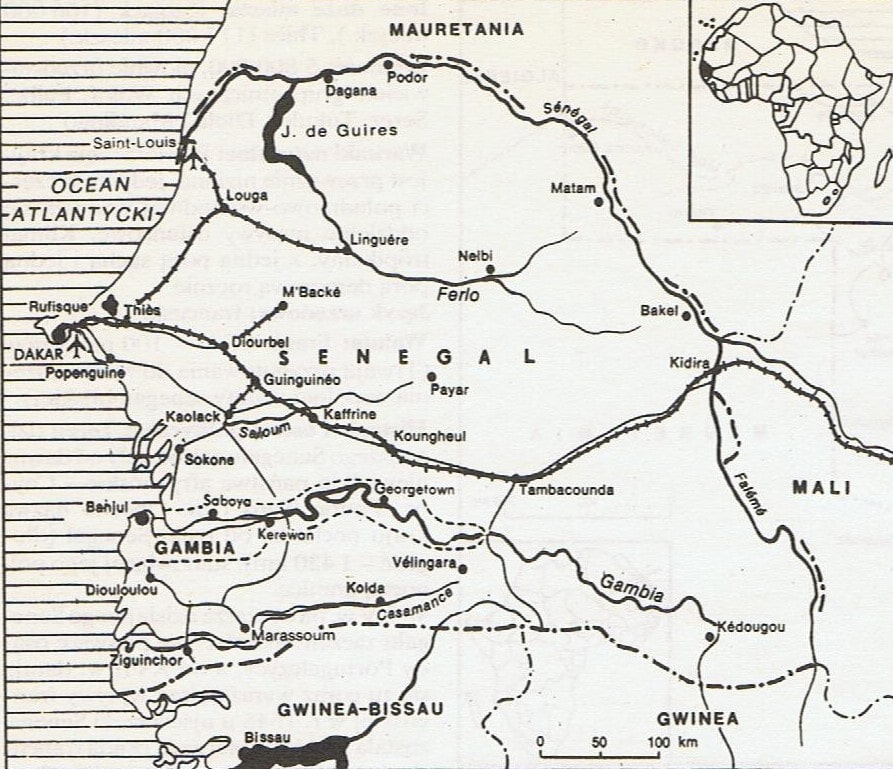 MAURETANIA
Podor
Dagana
Sénégal
J. de Guires
Saint-Louis
OCEAN
ATLANTYCKI
Louga
Matam
Linguére
Nelbi
Ferlo
M'Backé
Rufisque
Thiès
Bakel
DAKAR
Diourbel
SENEGAL
Kidira
Popenguine
Guinguinéo
Payar
Kaolack
Kaffrine
Saloum
Koungheul
Sokone
Tambacounda
Falémé
MALI
Georgetown
Banjul
Saboya
Kerewan
GAMBIA
Vélingara
Diouloulou
Kolda
Casamance
Gambia
Marassoum
Kédougou
Ziguinchor
GWINEA-BISSAU
GWINEA
Bissau
0 50 100 km